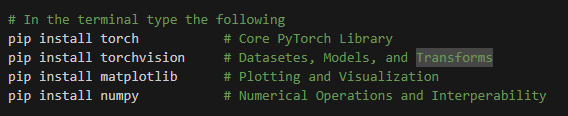 # In the terminal type the following
pip install torch # Core PyTorch Library
pip install torchvision # Datasetes, Models, and Transforms
pip install matplotlib # Plotting and Visualization
pip install numpy # Numerical Operations and Interperability